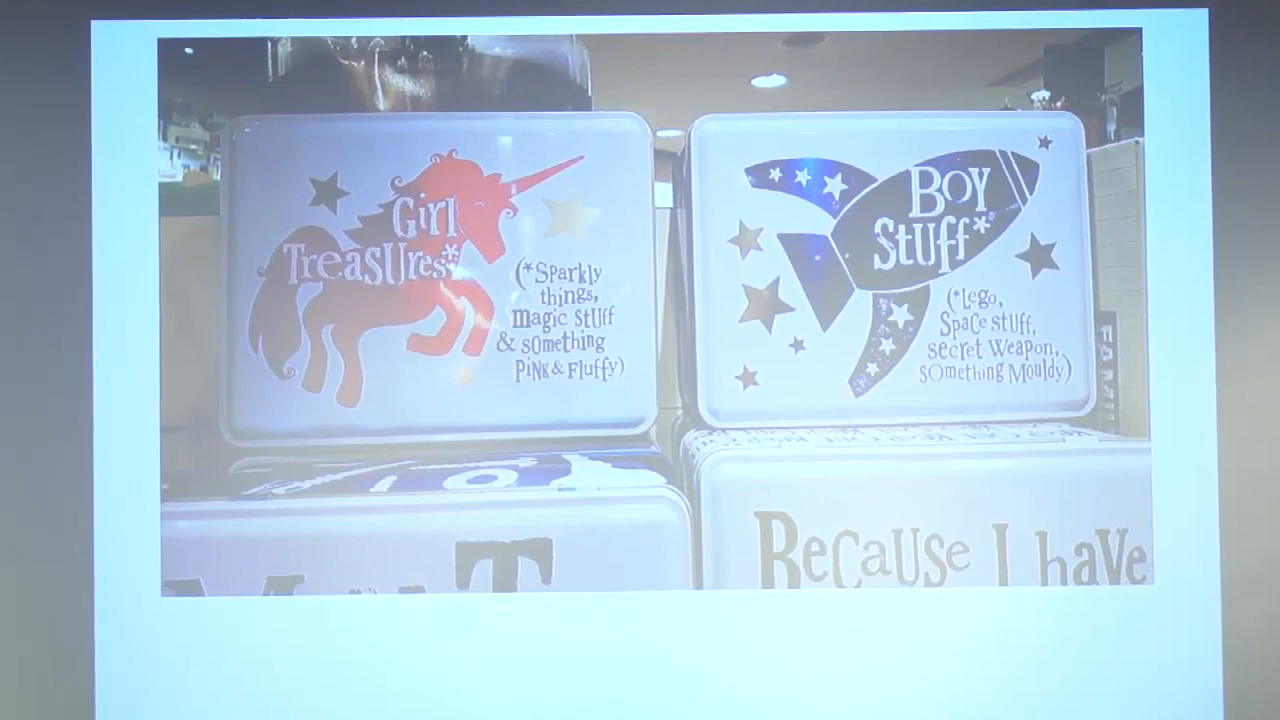 Girl
Treasures*
(*Sparkly
things,
magic stuff
& something
Pink & Fluffy)
Boy
Stuff*
(*Lego,
Space stuff,
secret Weapon,
something Mouldy)
Because I have